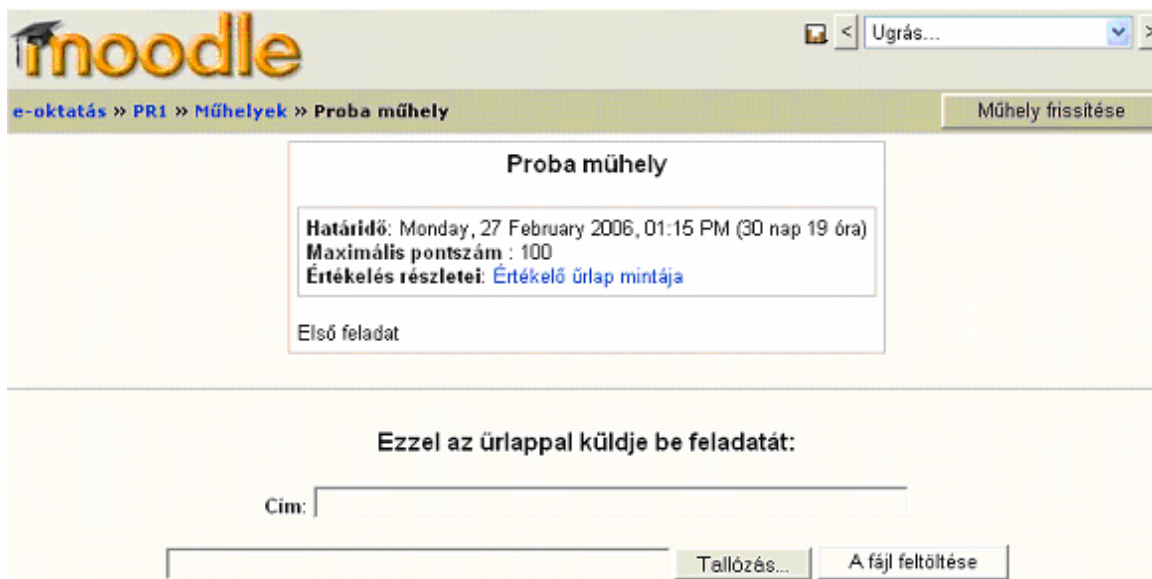 moodle
< Ugrás... >
e-oktatás » PR1 » Műhelyek » Proba műhely Műhely frissítése
Proba műhely
Határidő: Monday, 27 February 2006, 01:15 PM (30 nap 19 óra)
Maximális pontszám : 100
Értékelés részletei: Értékelő űrlap mintája
Első feladat
Ezzel az űrlappal küldje be feladatát:
Cím:
Tallózás... A fájl feltöltése